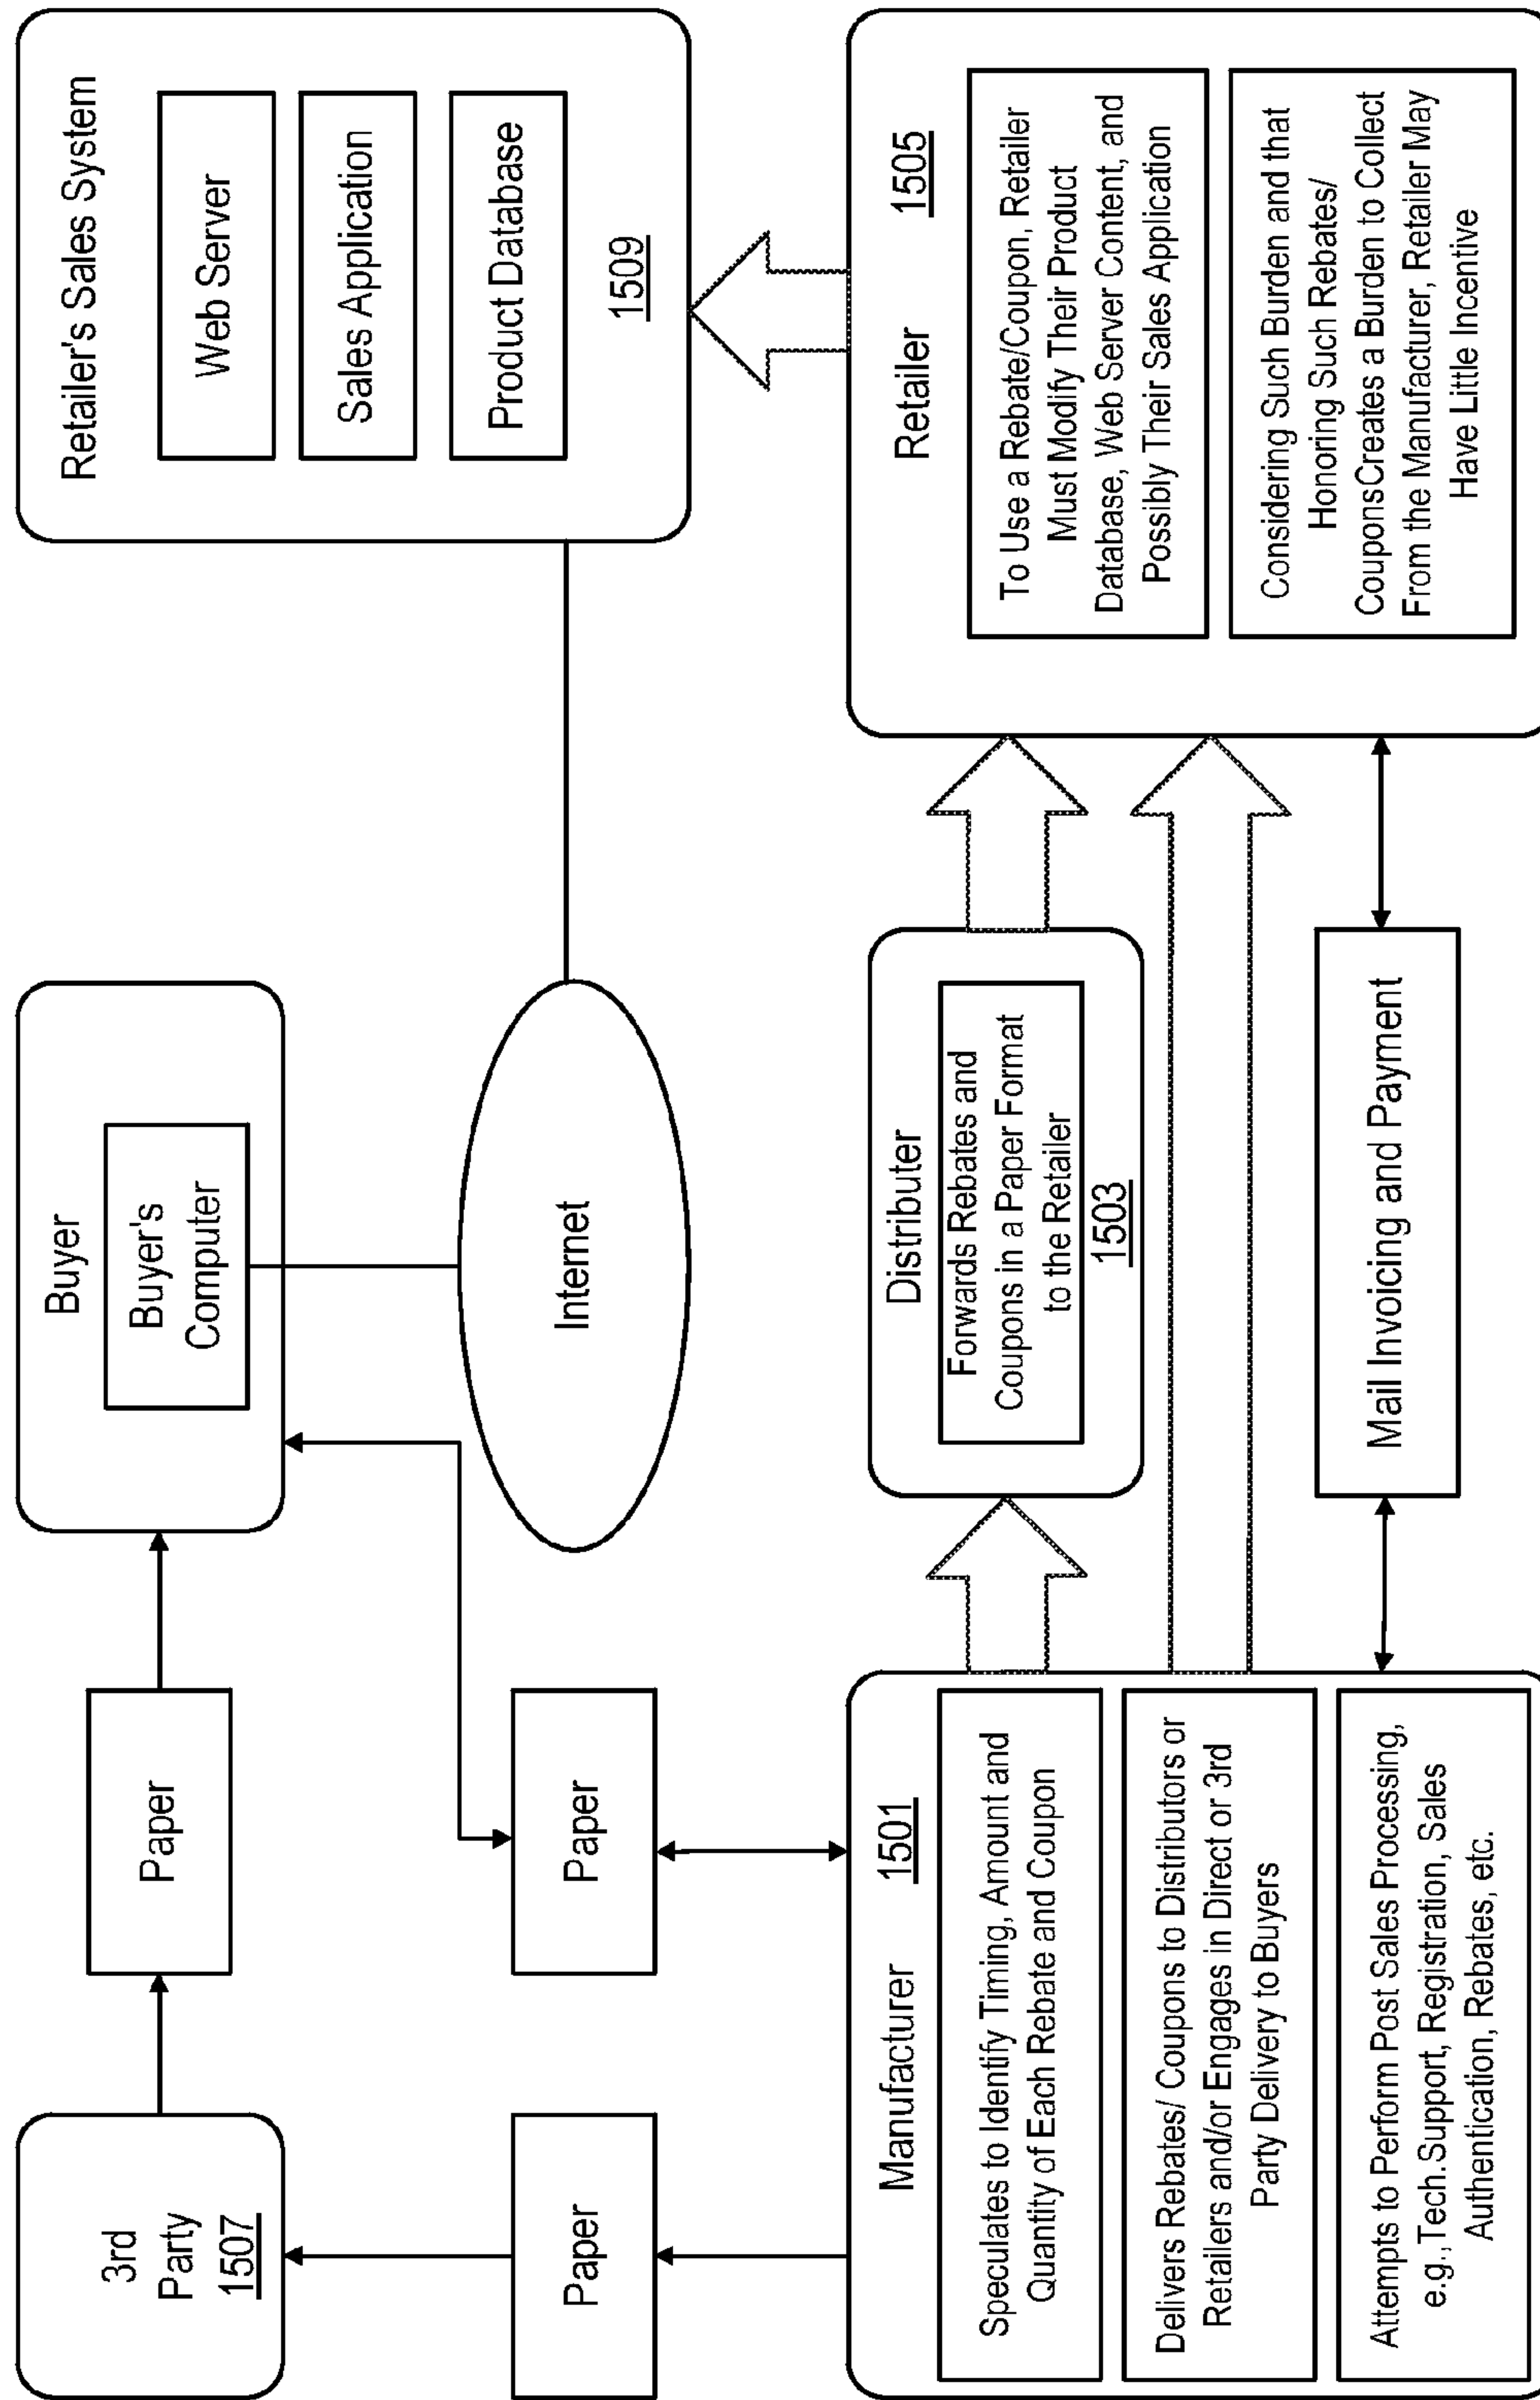 3rd
Party
1507
Paper
Buyer
Buyer's
Computer
Retailer's Sales System
Web Server
Sales Application
Product Database
1509
Paper
Paper
Internet
Manufacturer 1501
Speculates to Identify Timing, Amount and
Quantity of Each Rebate and Coupon
Delivers Rebates/ Coupons to Distributors or
Retailers and/or Engages in Direct or 3rd
Party Delivery to Buyers
Attempts to Perform Post Sales Processing,
e.g.,Tech.Support, Registration, Sales
Authentication, Rebates, etc.
Distributer
Forwards Rebates and
Coupons in a Paper Format
to the Retailer
1503
Mail Invoicing and Payment
Retailer 1505
To Use a Rebate/Coupon, Retailer
Must Modify Their Product
Database, Web Server Content, and
Possibly Their Sales Application
Considering Such Burden and that
Honoring Such Rebates/
CouponsCreates a Burden to Collect
From the Manufacturer, Retailer May
Have Little Incentive